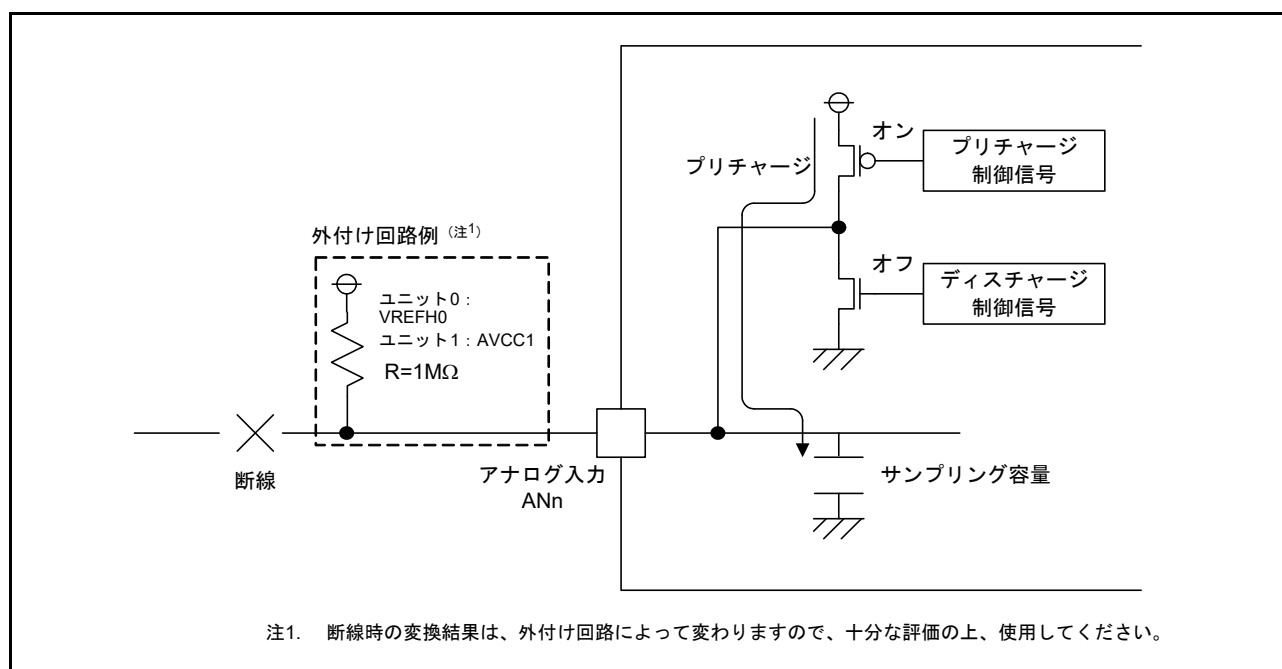 オン
プリチャージ
プリチャージ
制御信号
外付け回路例 (注1)
オフ
ディスチャージ
制御信号
ユニット0：
VREFH0
ユニット1：AVCC1
R=1MΩ
断線
アナログ入力
ANn
サンプリング容量
注1. 断線時の変換結果は、外付け回路によって変わりますので、十分な評価の上、使用してください。